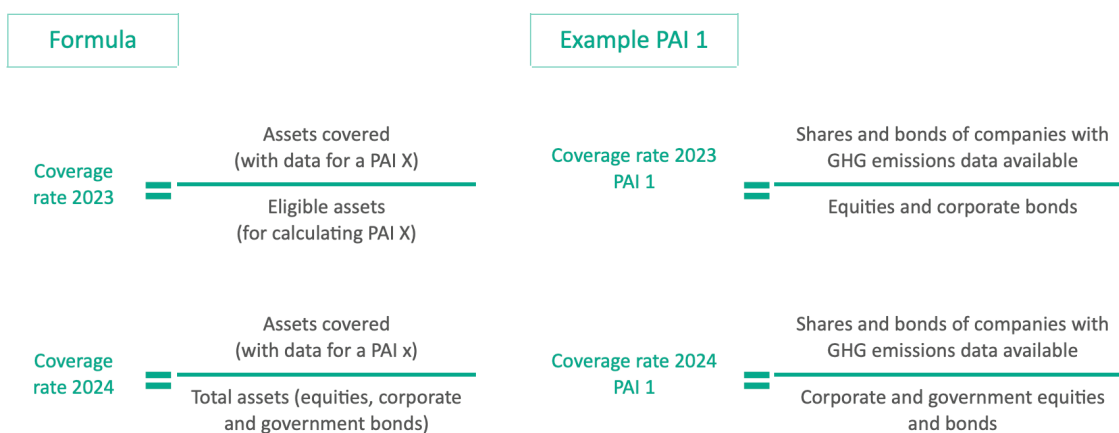 Formula
Example PAI 1
Coverage
rate 2023
=
Assets covered
(with data for a PAI X)
Eligible assets
(for calculating PAI X)
Coverage rate 2023
PAI 1
=
Shares and bonds of companies with
GHG emissions data available
Equities and corporate bonds
Coverage
rate 2024
=
Assets covered
(with data for a PAI x)
Total assets (equities, corporate
and government bonds)
Coverage rate 2024
PAI 1
=
Shares and bonds of companies with
GHG emissions data available
Corporate and government equities
and bonds